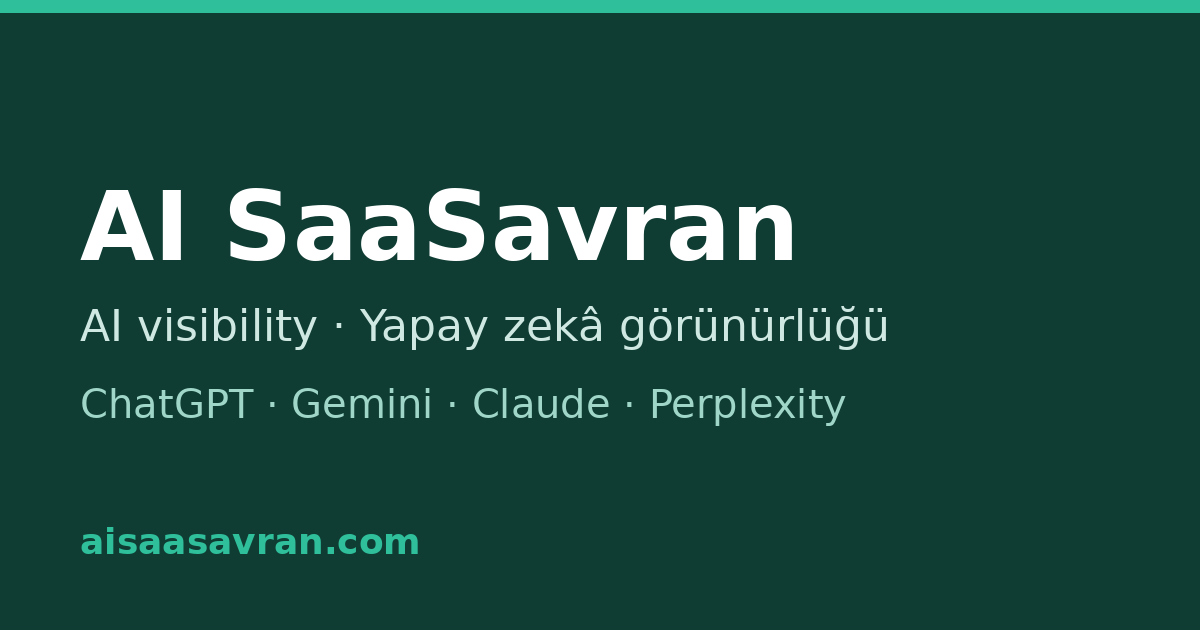 AI SaaSavran
AI visibility · Yapay zekâ görünürlüğü
ChatGPT · Gemini · Claude · Perplexity
aisaasavran.com